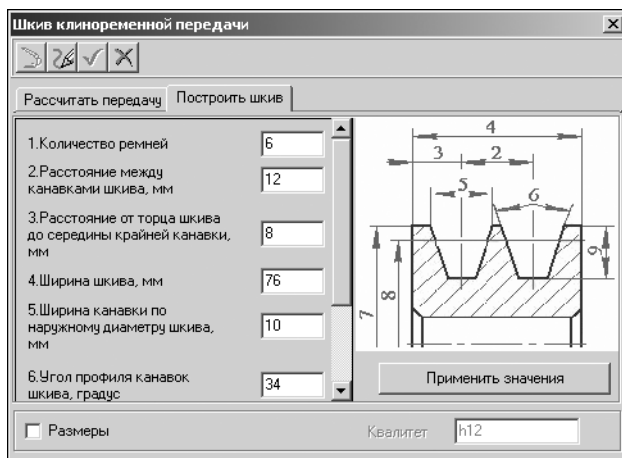 Шкив клиноременной передачи
Рассчитать передачу Построить шкив
1.Количество ремней 6
2.Расстояние между
канавками шкива, мм 12
3.Расстояние от торца шкива
до середины крайней канавки,
мм 8
4.Ширина шкива, мм 76
5.Ширина канавки по
наружному диаметру шкива,
мм 10
6.Угол профиля канавок
шкива, градус 34
4
3 2
5 6
7 8 9
Применить значения
Размеры Квалитет h12